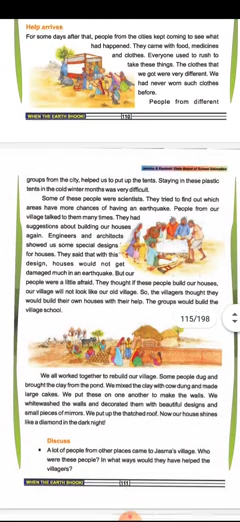 Help arrives
For some days after that, people from the cities kept coming to see what
had happened. They came with food, medicines
and clothes. Everyone used to rush to
take these things. The clothes that
we got were very different. We
had never worn such clothes
before.
People from different
WHEN THE EARTH SHOOK!
(110)
Jammu & Kashmir State Board of School Education
groups from the city, helped us to put up the tents. Staying in these plastic
tents in the cold winter months was very difficult.
Some of these people were scientists. They tried to find out which
areas have more chances of having an earthquake. People from our
village talked to them many times. They had
suggestions about building our houses
again. Engineers and architects
showed us some special designs
for houses. They said that with this
design, houses would not get
damaged much in an earthquake. But our
people were a little afraid. They thought if these people build our houses,
our village will not look like our old village. So, the villagers thought they
would build their own houses with their help. The groups would build the
village school.
115/198
We all worked together to rebuild our village. Some people dug and
brought the clay from the pond. We mixed the clay with cow dung and made
large cakes. We put these on one another to make the walls. We
whitewashed the walls and decorated them with beautiful designs and
small pieces of mirrors. We put up the thatched roof. Now our house shines
like a diamond in the dark night!
Discuss
• A lot of people from other places came to Jasma's village. Who
were these people? In what ways would they have helped the
villagers?
WHEN THE EARTH SHOOK!
(111)